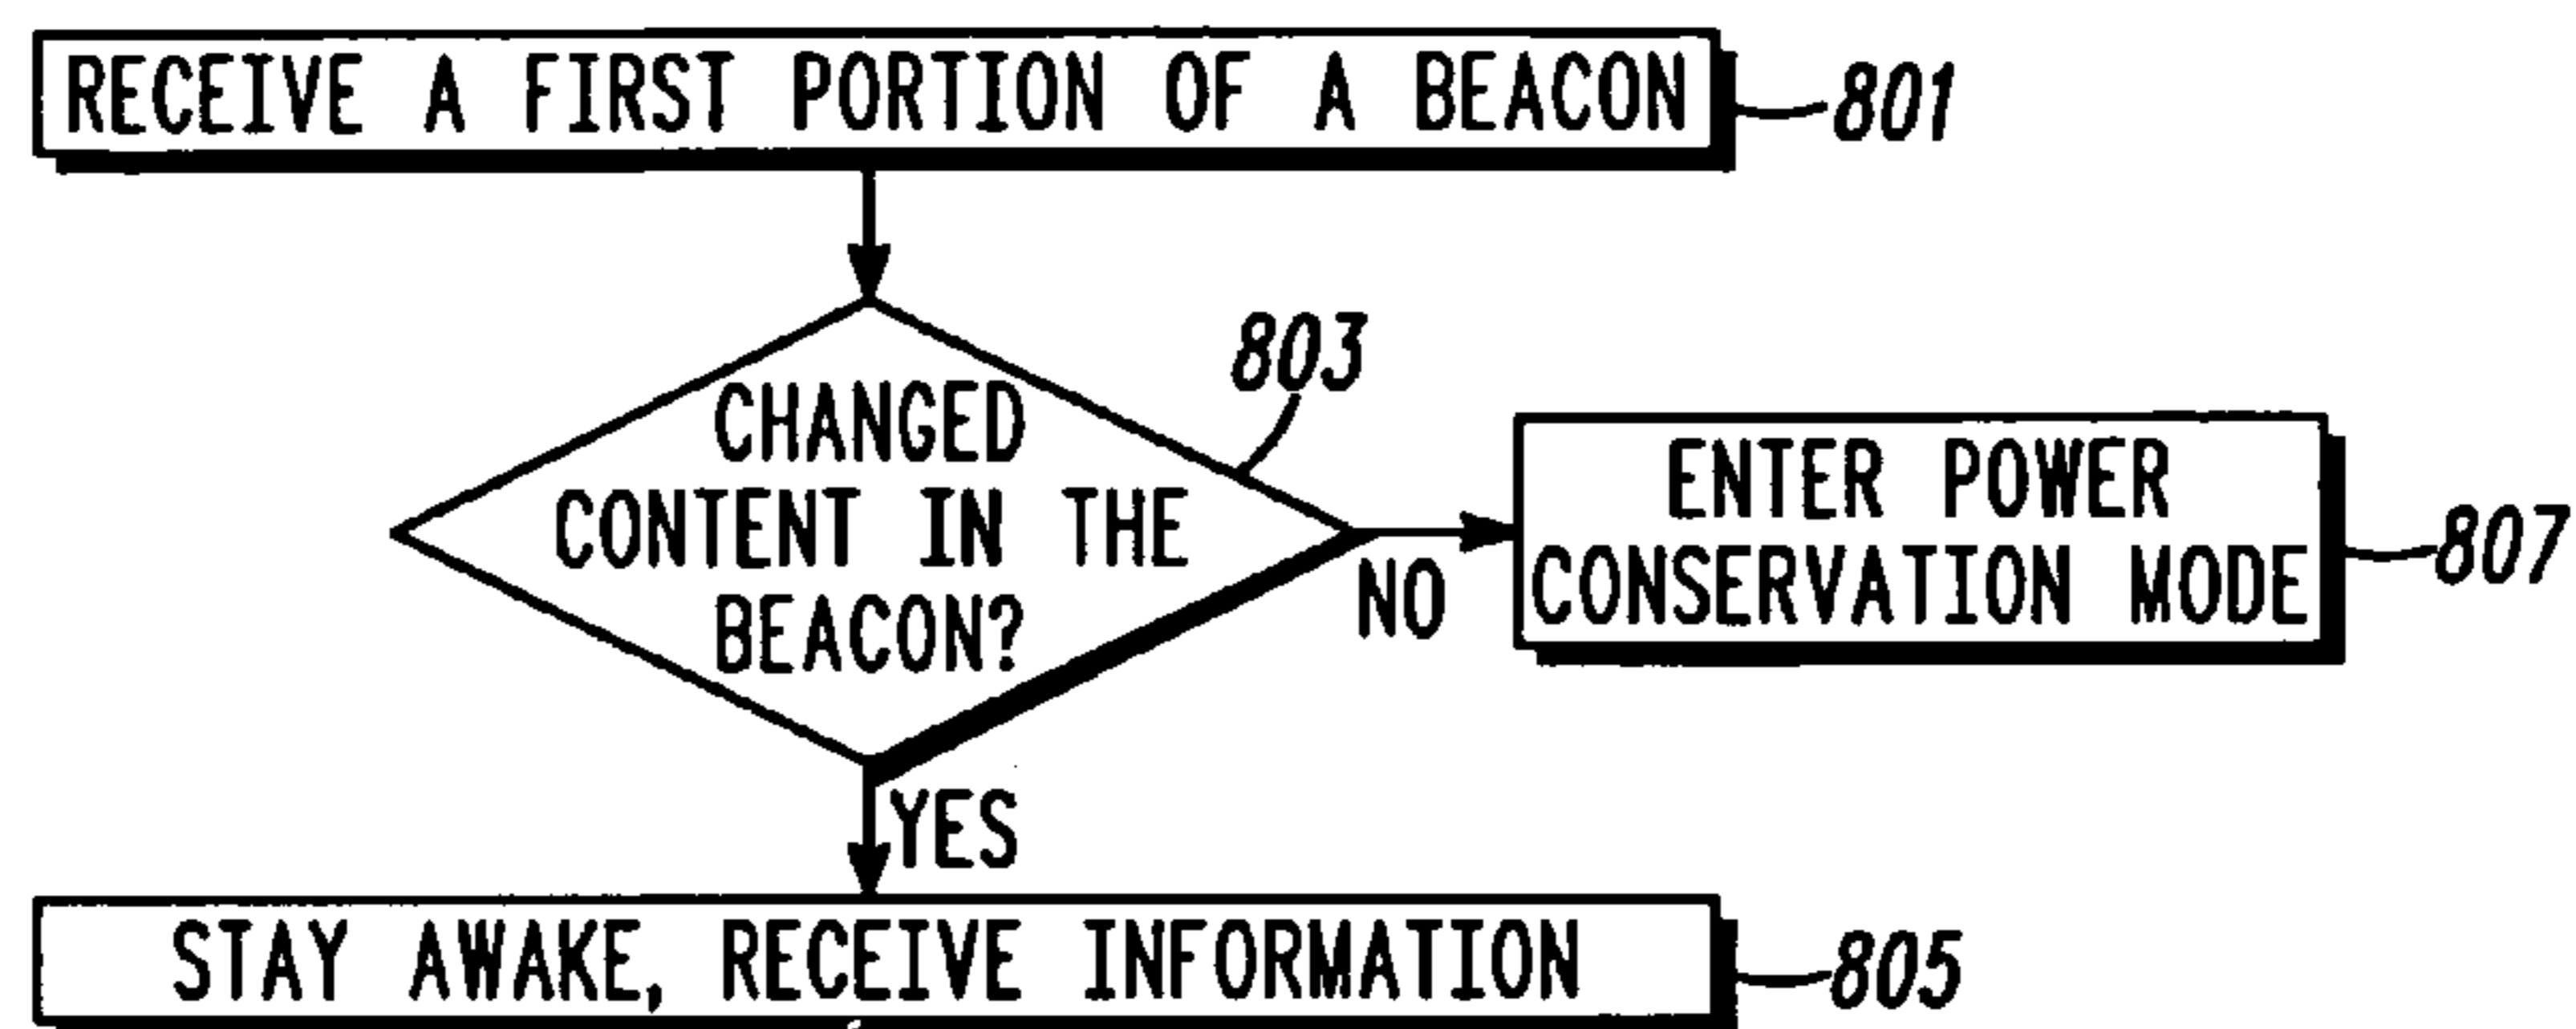 RECEIVE A FIRST PORTION OF A BEACON
801
803
CHANGED
CONTENT IN THE
BEACON?
NO
ENTER POWER
CONSERVATION MODE
807
YES
STAY AWAKE, RECEIVE INFORMATION
805